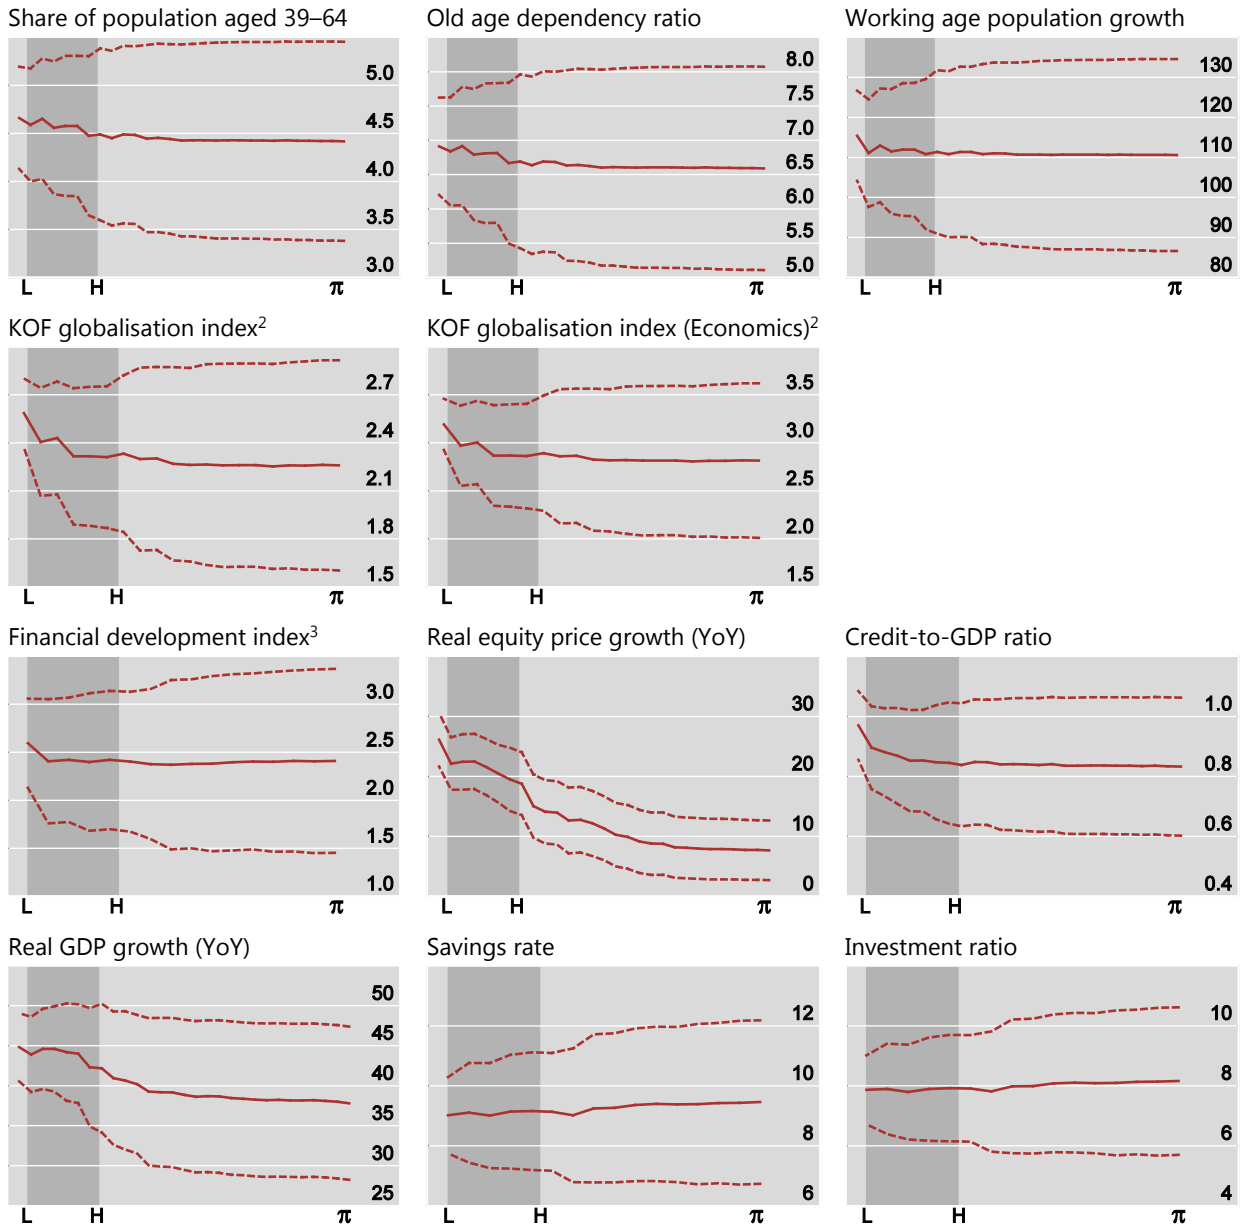 Share of population aged 39–64
5.0
4.5
4.0
3.5
3.0
L H π
Old age dependency ratio
8.0
7.5
7.0
6.5
6.0
5.5
5.0
L H π
Working age population growth
130
120
110
100
90
80
L H π
KOF globalisation index²
2.7
2.4
2.1
1.8
1.5
L H π
KOF globalisation index (Economics)²
3.5
3.0
2.5
2.0
1.5
L H π
Financial development index³
3.0
2.5
2.0
1.5
1.0
L H π
Real equity price growth (YoY)
30
20
10
0
L H π
Credit-to-GDP ratio
1.0
0.8
0.6
0.4
L H π
Real GDP growth (YoY)
50
45
40
35
30
25
L H π
Savings rate
12
10
8
6
L H π
Investment ratio
10
8
6
4
L H π